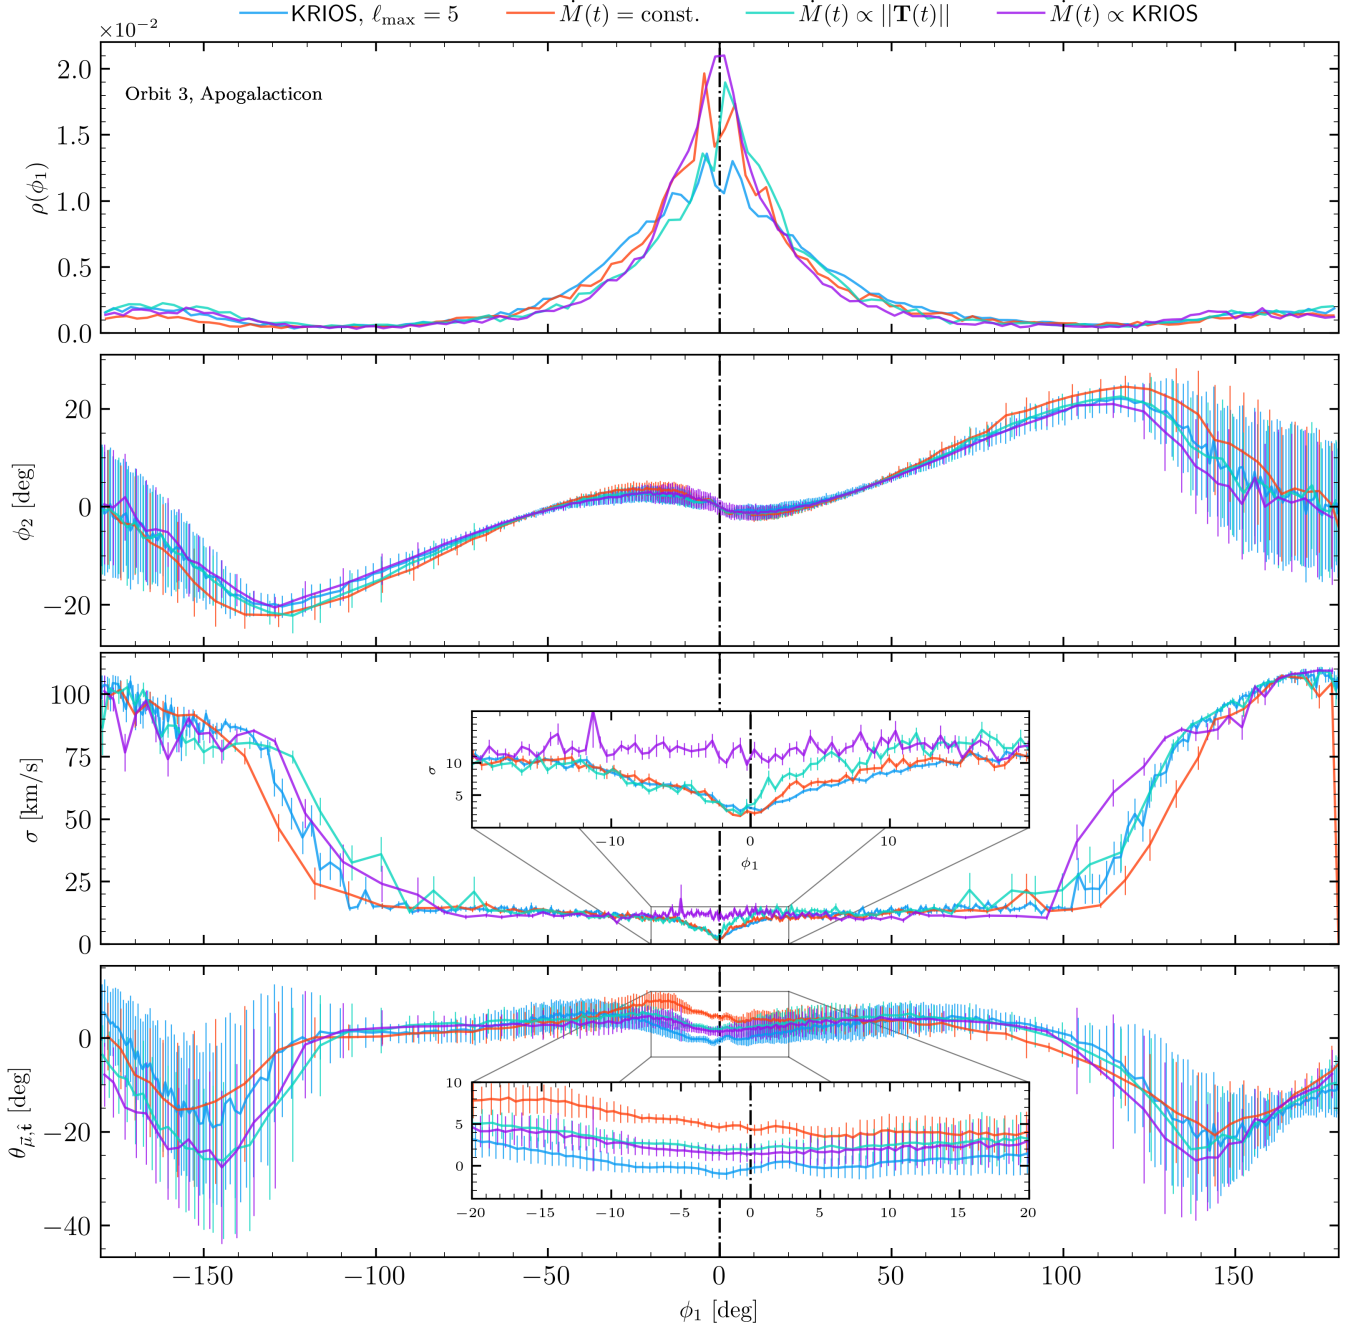 KRIOS, ℓmax = 5 Ṁ(t) = const. Ṁ(t) ∝ ||T(t)|| Ṁ(t) ∝ KRIOS
×10⁻²
Orbit 3, Apogalacticon
2.0
1.5
1.0
0.5
0.0
ρ(ϕ₁)
20
0
−20
ϕ₂ [deg]
100
75
50
25
0
σ [km/s]
10
5
σ
−10 0 10
ϕ₁
0
−20
−40
θμ⃗,t̂ [deg]
10
5
0
−20 −15 −10 −5 0 5 10 15 20
−150 −100 −50 0 50 100 150
ϕ₁ [deg]